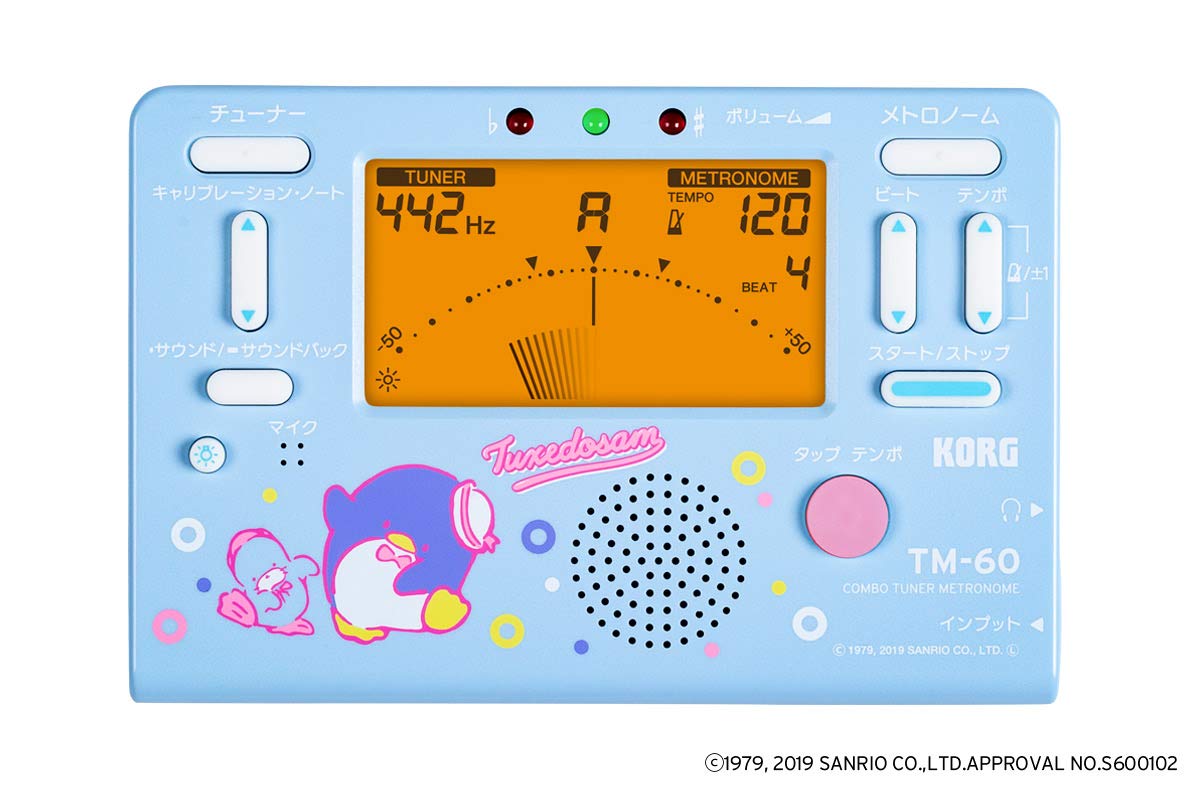 チューナー
♭
♯
ボリューム
メトロノーム
キャリブレーション・ノート
ビート
テンポ
TUNER
METRONOME
442 Hz
A
TEMPO
120
BEAT
4
/±1
-50
+50
・サウンド/ーサウンドバック
スタート/ストップ
マイク
Tuxedosam
タップ テンポ
KORG
TM-60
COMBO TUNER METRONOME
インプット
©1979, 2019 SANRIO CO., LTD. Ⓛ
©1979, 2019 SANRIO CO.,LTD.APPROVAL NO.S600102